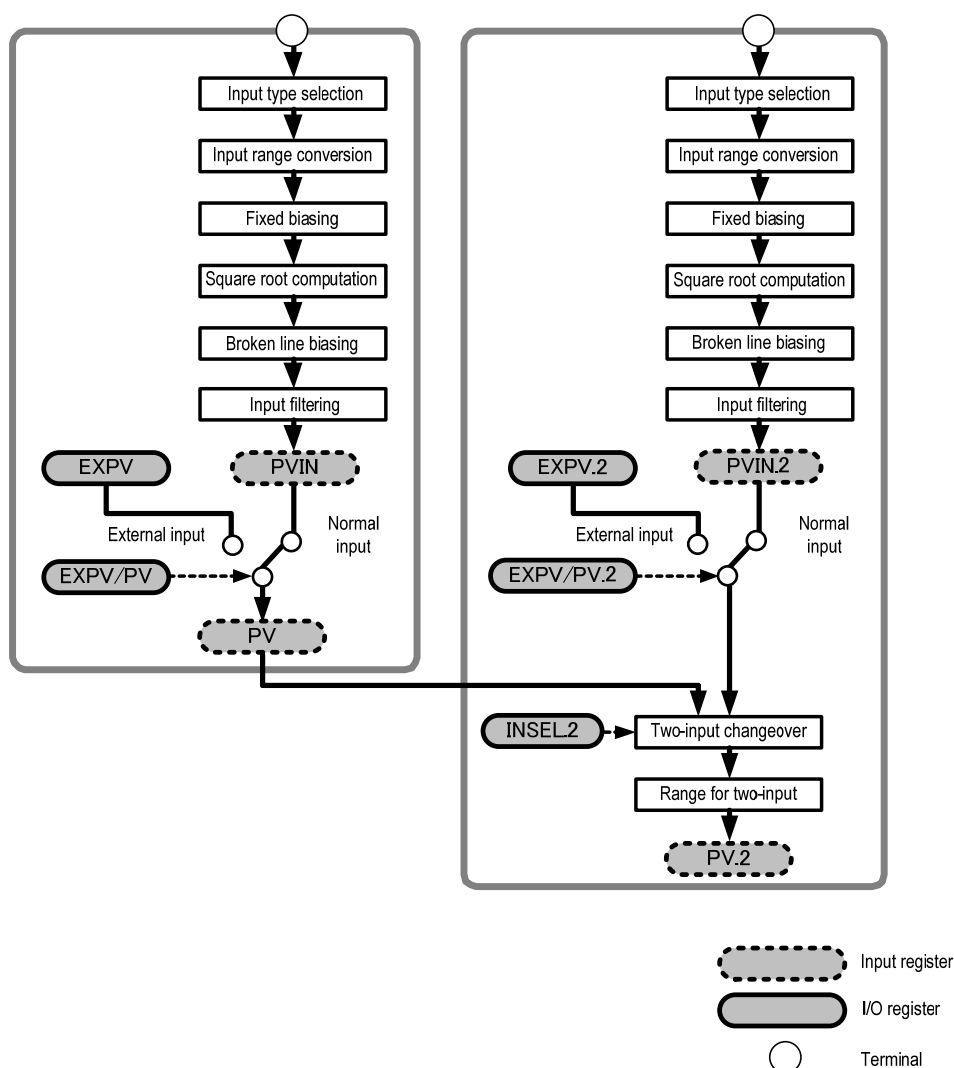 Input type selection
Input range conversion
Fixed biasing
Square root computation
Broken line biasing
Input filtering
EXPV
PVIN
External input
Normal
input
EXPV/PV
PV
Input type selection
Input range conversion
Fixed biasing
Square root computation
Broken line biasing
Input filtering
EXPV.2
PVIN.2
External input
Normal
input
EXPV/PV.2
INSEL.2
Two-input changeover
Range for two-input
PV.2
Input register
I/O register
Terminal